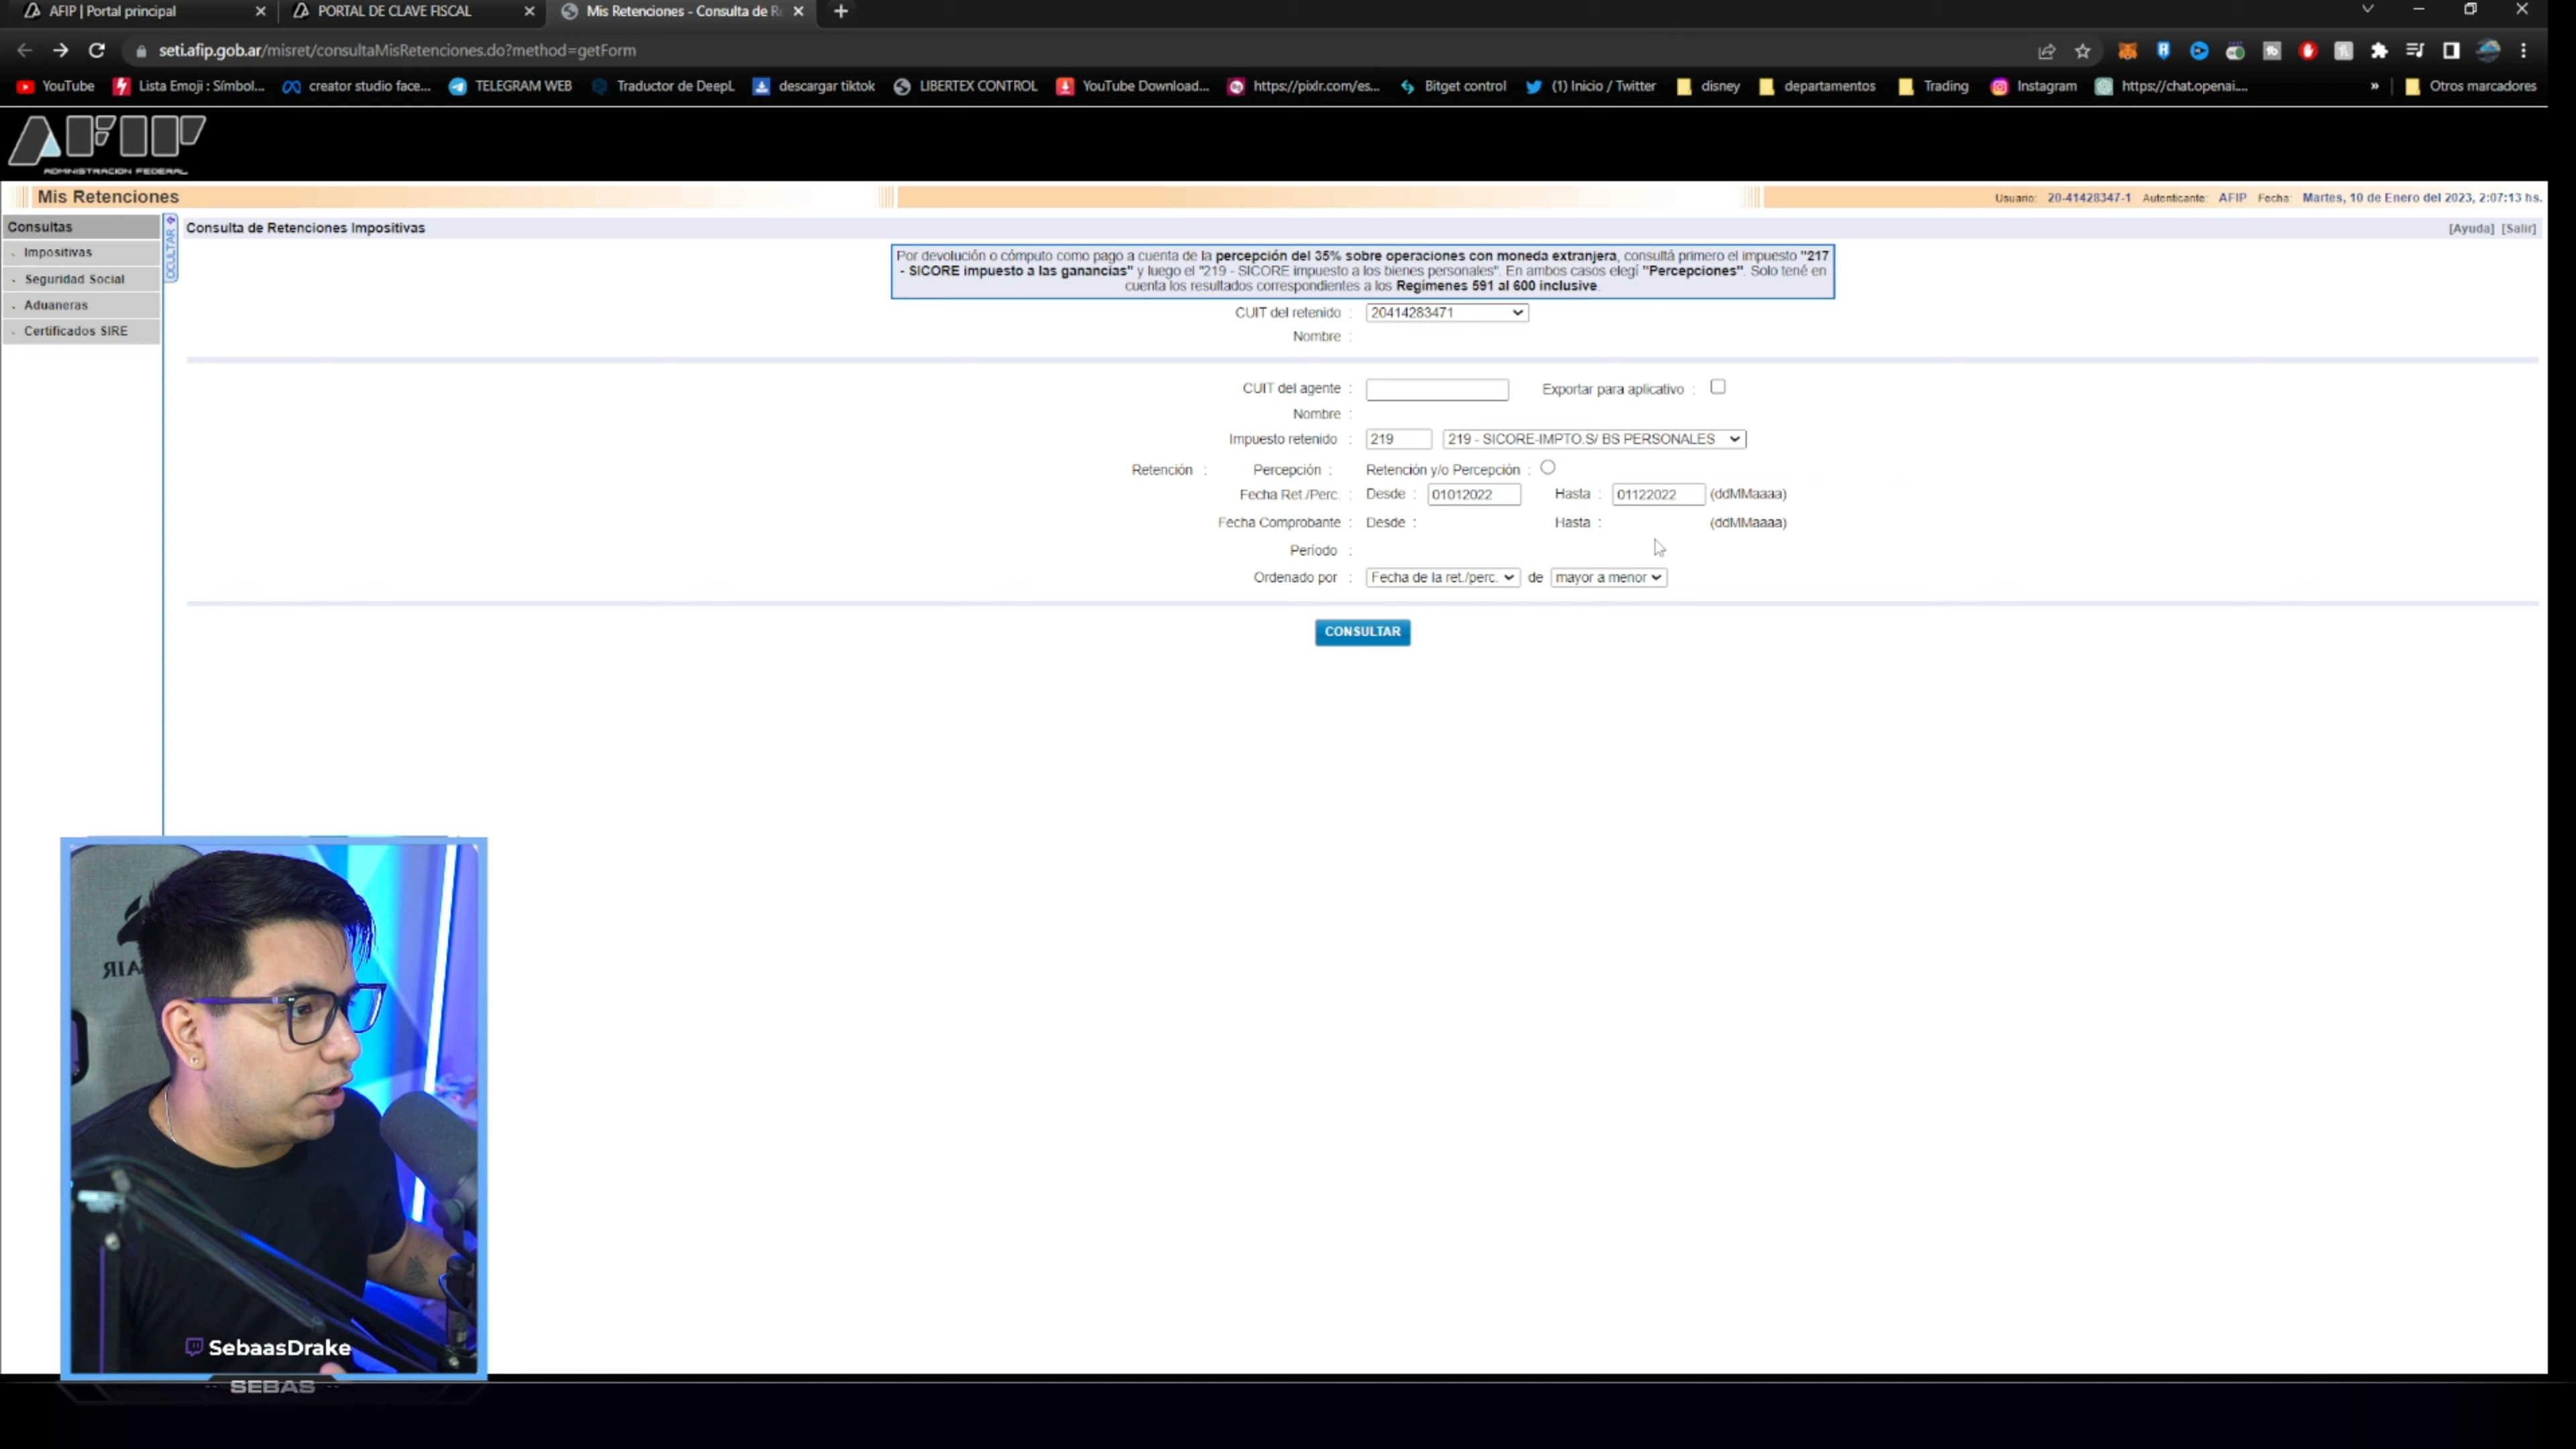 AFIP | Portal principal
PORTAL DE CLAVE FISCAL
Mis Retenciones - Consulta de Re
seti.afip.gob.ar/misret/consultaMisRetenciones.do?method=getForm
YouTube
Lista Emoji : Símbol...
creator studio face...
TELEGRAM WEB
Traductor de DeepL
descargar tiktok
LIBERTEX CONTROL
YouTube Download...
https://pixlr.com/es...
Bitget control
(1) Inicio / Twitter
disney
departamentos
Trading
Instagram
https://chat.openai....
»
Otros marcadores
AFIP
ADMINISTRACION FEDERAL
Mis Retenciones
Usuario: 20-41428347-1 Autenticante: AFIP Fecha: Martes, 10 de Enero del 2023, 2:07:13 hs.
Consultas
Impositivas
Seguridad Social
Aduaneras
Certificados SIRE
OCULTAR
Consulta de Retenciones Impositivas
[Ayuda] [Salir]
Por devolución o cómputo como pago a cuenta de la percepción del 35% sobre operaciones con moneda extranjera, consultá primero el impuesto "217
- SICORE impuesto a las ganancias" y luego el "219 - SICORE impuesto a los bienes personales". En ambos casos elegí "Percepciones". Solo tené en
cuenta los resultados correspondientes a los Regímenes 591 al 600 inclusive.
CUIT del retenido : 20414283471
Nombre :
CUIT del agente : Exportar para aplicativo :
Nombre :
Impuesto retenido : 219 219 - SICORE-IMPTO.S/ BS PERSONALES
Retención : Percepción : Retención y/o Percepción :
Fecha Ret./Perc. : Desde : 01012022 Hasta : 01122022 (ddMMaaaa)
Fecha Comprobante : Desde : Hasta : (ddMMaaaa)
Período :
Ordenado por : Fecha de la ret./perc. de mayor a menor
CONSULTAR
SebaasDrake
SEBAS